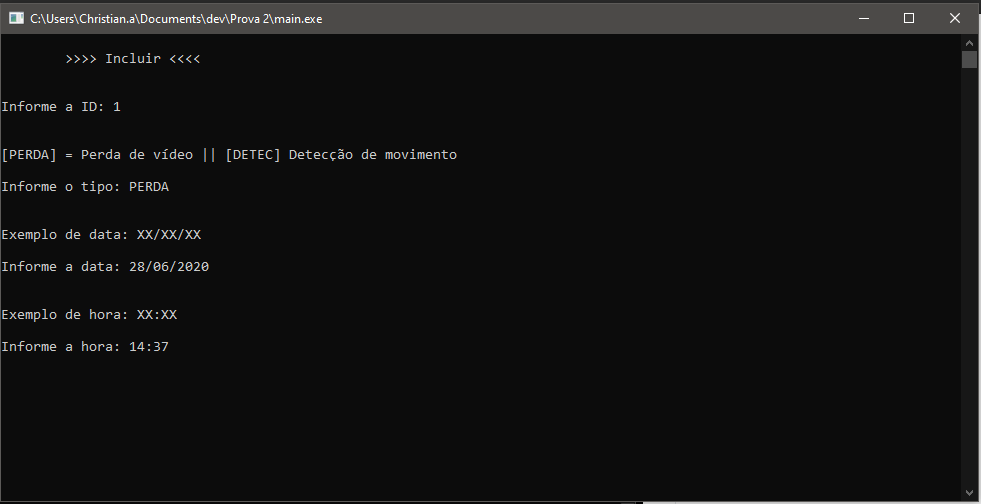 C:\Users\Christian.a\Documents\dev\Prova 2\main.exe
>>>> Incluir <<<<
Informe a ID: 1
[PERDA] = Perda de vídeo || [DETEC] Detecção de movimento
Informe o tipo: PERDA
Exemplo de data: XX/XX/XX
Informe a data: 28/06/2020
Exemplo de hora: XX:XX
Informe a hora: 14:37